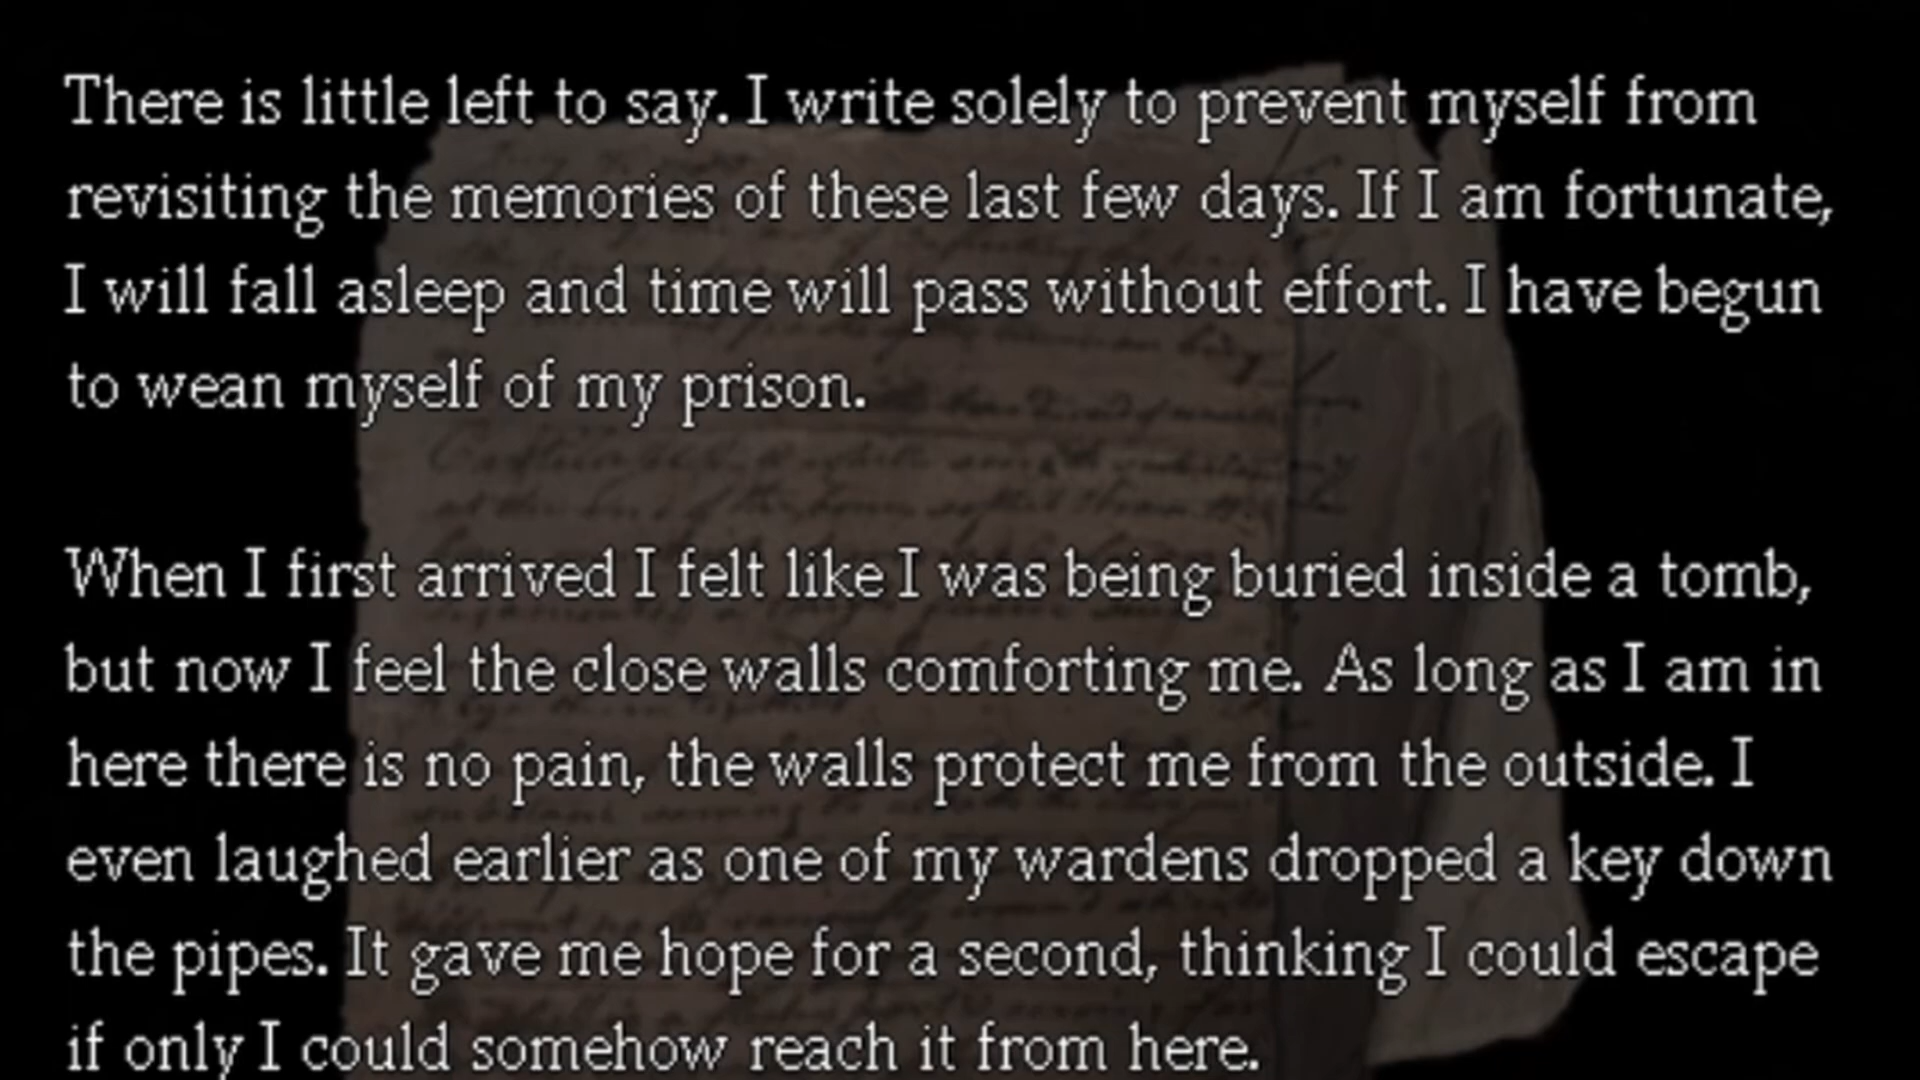 There is little left to say. I write solely to prevent myself from
revisiting the memories of these last few days. If I am fortunate,
I will fall asleep and time will pass without effort. I have begun
to wean myself of my prison.
When I first arrived I felt like I was being buried inside a tomb,
but now I feel the close walls comforting me. As long as I am in
here there is no pain, the walls protect me from the outside. I
even laughed earlier as one of my wardens dropped a key down
the pipes. It gave me hope for a second, thinking I could escape
if only I could somehow reach it from here.